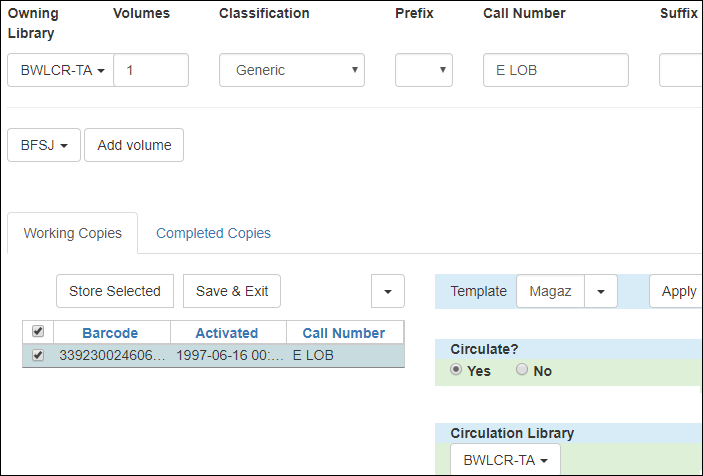 Owning Library Volumes Classification Prefix Call Number Suffix
BWLCR-TA 1 Generic E LOB
BFSJ Add volume
Working Copies Completed Copies
Store Selected Save & Exit Template Magaz Apply
Barcode Activated Call Number
339230024606... 1997-06-16 00:... E LOB
Circulate?
Yes No
Circulation Library
BWLCR-TA